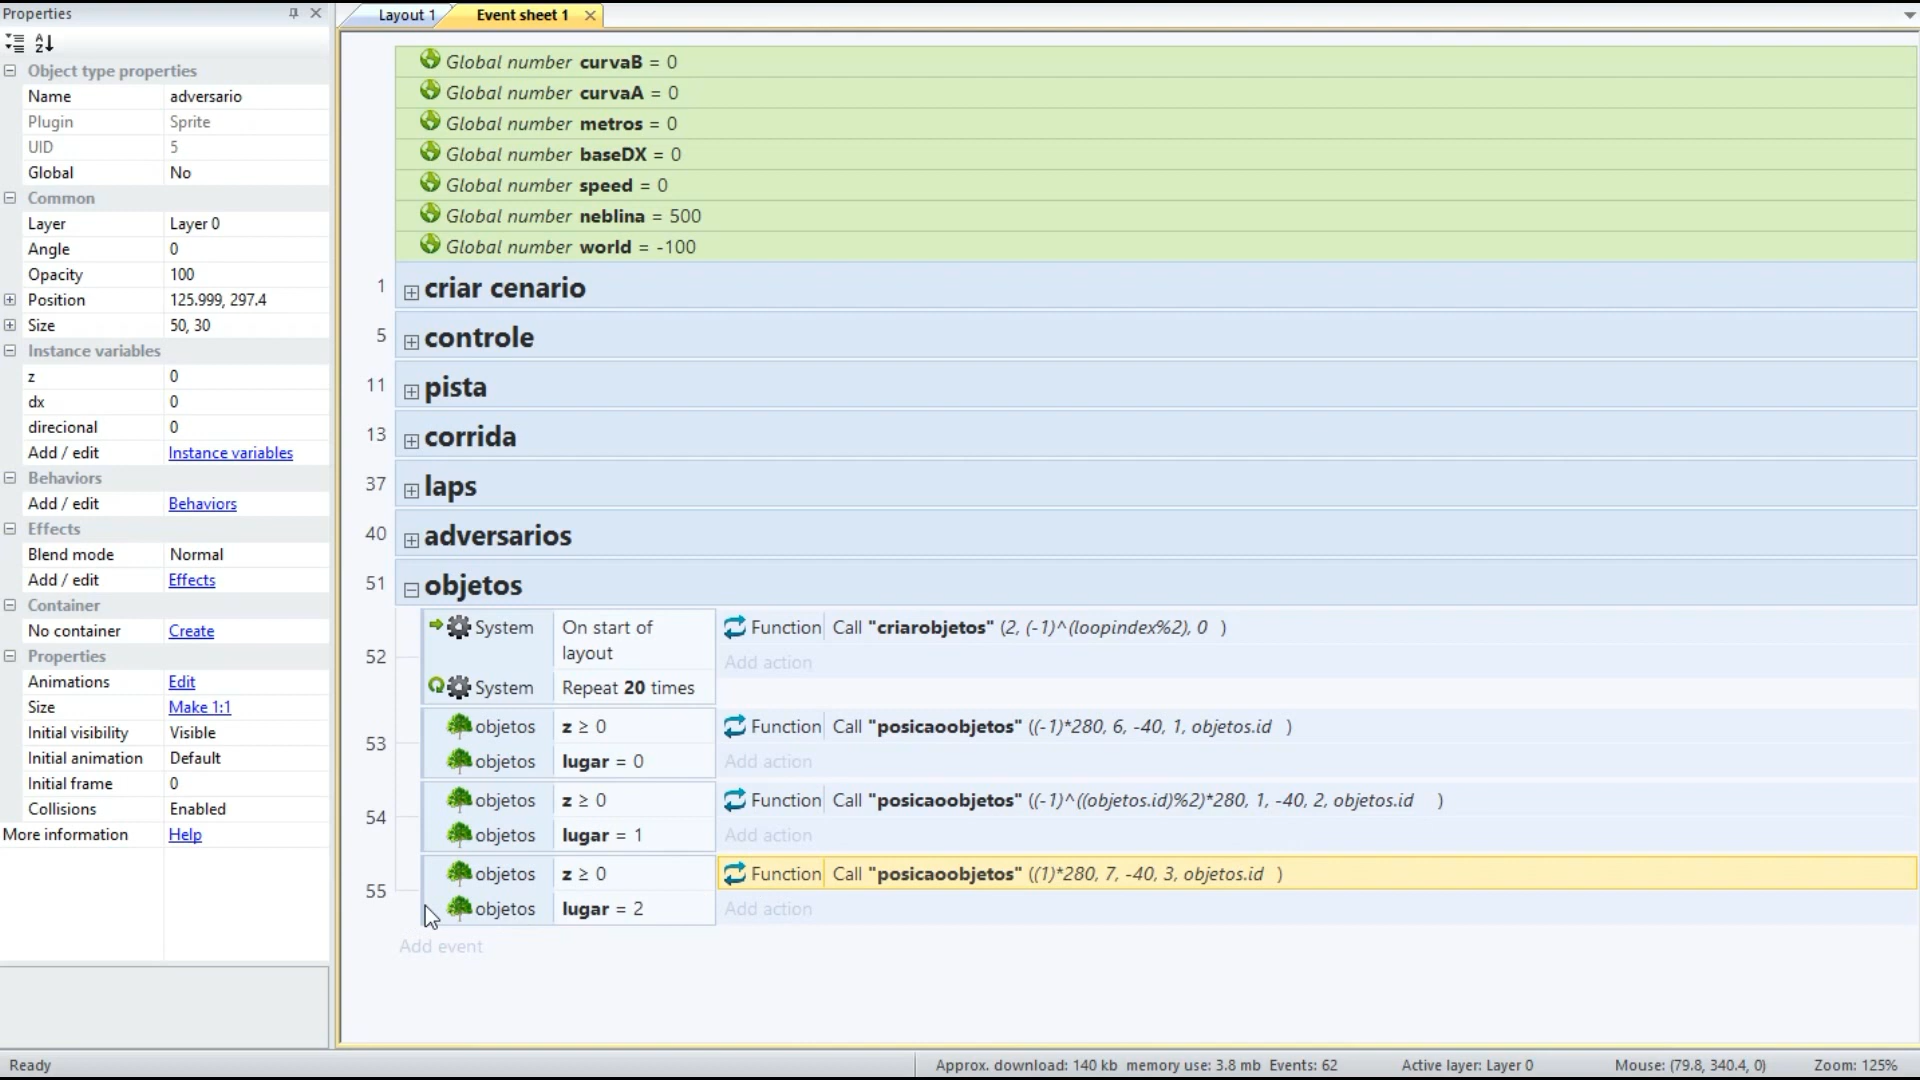 Properties
Layout 1
Event sheet 1
Object type properties
Name adversario
Plugin Sprite
UID 5
Global No
Common
Layer Layer 0
Angle 0
Opacity 100
Position 125.999, 297.4
Size 50, 30
Instance variables
z 0
dx 0
direcional 0
Add / edit Instance variables
Behaviors
Add / edit Behaviors
Effects
Blend mode Normal
Add / edit Effects
Container
No container Create
Properties
Animations Edit
Size Make 1:1
Initial visibility Visible
Initial animation Default
Initial frame 0
Collisions Enabled
More information Help
Global number curvaB = 0
Global number curvaA = 0
Global number metros = 0
Global number baseDX = 0
Global number speed = 0
Global number neblina = 500
Global number world = -100
1 criar cenario
5 controle
11 pista
13 corrida
37 laps
40 adversarios
51 objetos
52
System On start of
layout
Function Call "criarobjetos" (2, (-1)^(loopindex%2), 0 )
Add action
System Repeat 20 times
53
objetos z ≥ 0
Function Call "posicaoobjetos" ((-1)*280, 6, -40, 1, objetos.id )
objetos lugar = 0
Add action
54
objetos z ≥ 0
Function Call "posicaoobjetos" ((-1)^((objetos.id)%2)*280, 1, -40, 2, objetos.id )
objetos lugar = 1
Add action
55
objetos z ≥ 0
Function Call "posicaoobjetos" ((1)*280, 7, -40, 3, objetos.id )
objetos lugar = 2
Add action
Add event
Ready
Approx. download: 140 kb memory use: 3.8 mb Events: 62
Active layer: Layer 0
Mouse: (79.8, 340.4, 0)
Zoom: 125%